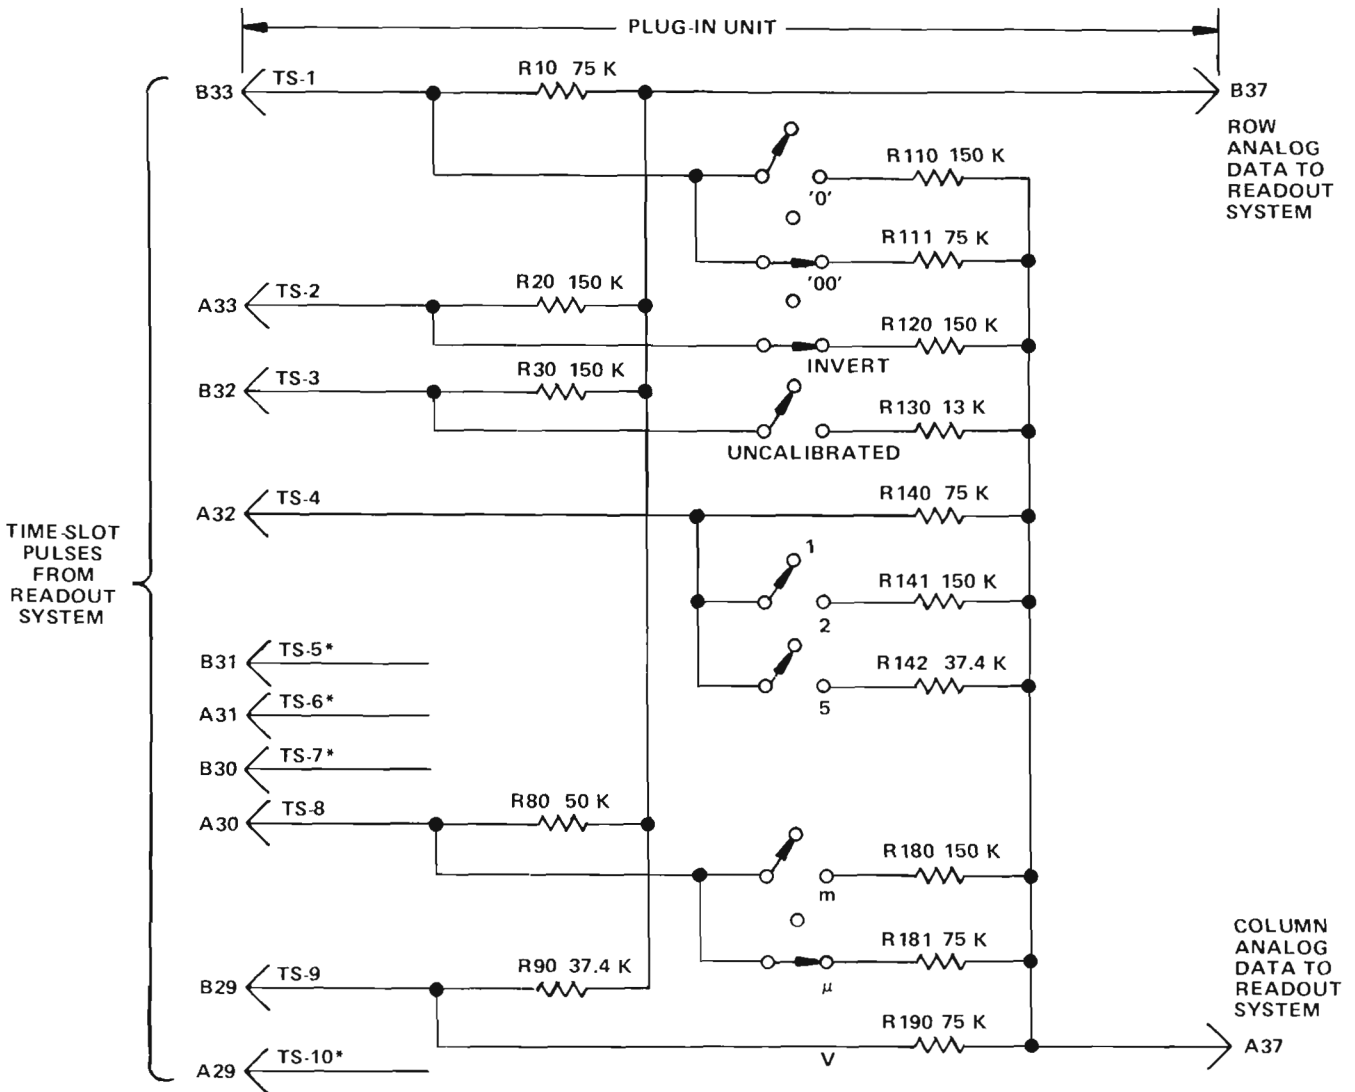 PLUG-IN UNIT
B33 TS-1 R10 75 K B37
ROW
ANALOG
DATA TO
READOUT
SYSTEM
R110 150 K
'0'
R111 75 K
'00'
A33 TS-2 R20 150 K
R120 150 K
INVERT
B32 TS-3 R30 150 K
R130 13 K
UNCALIBRATED
A32 TS-4 R140 75 K
TIME-SLOT
PULSES
FROM
READOUT
SYSTEM
1
R141 150 K
2
B31 TS-5*
R142 37.4 K
5
A31 TS-6*
B30 TS-7*
A30 TS-8 R80 50 K
R180 150 K
m
R181 75 K
μ
B29 TS-9 R90 37.4 K
COLUMN
ANALOG
DATA TO
READOUT
SYSTEM
R190 75 K
V
A37
A29 TS-10*